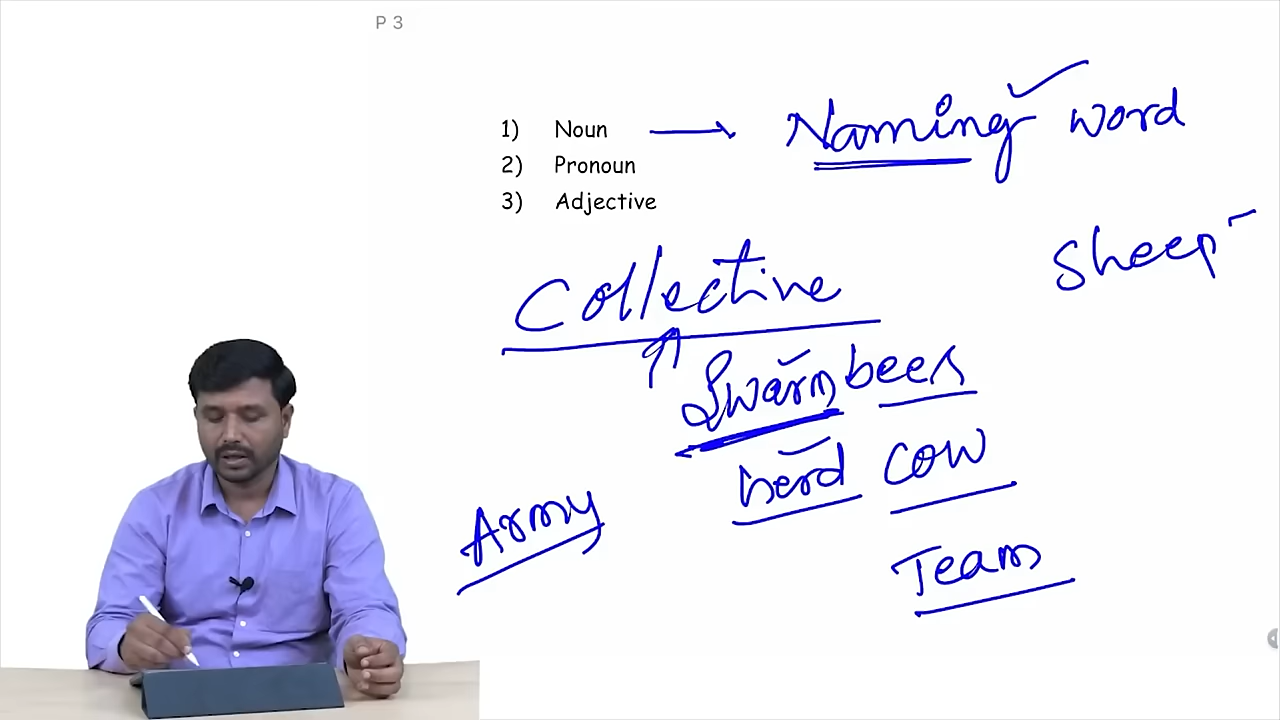 P 3
1) Noun → Naming word
2) Pronoun
3) Adjective
Sheep -
Collective
Swarm bees
herd cow
Army
Team